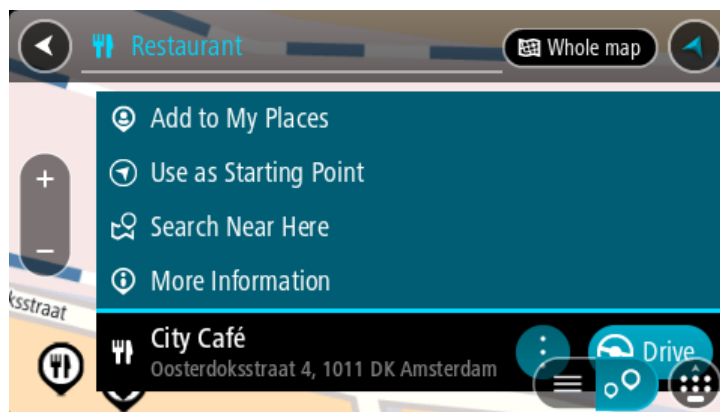 Restaurant
Whole map
Add to My Places
Use as Starting Point
Search Near Here
More Information
ksstraat
City Café
Drive
Oosterdoksstraat 4, 1011 DK Amsterdam